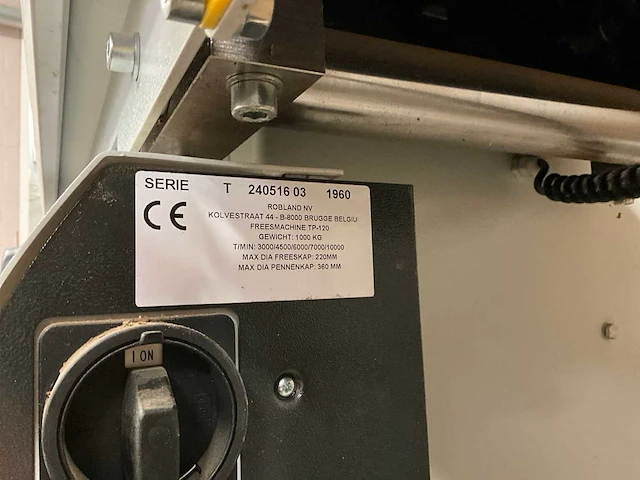 SERIE T 240516 03 1960
CE
ROBLAND NV
KOLVESTRAAT 44 - B-8000 BRUGGE BELGIU
FREESMACHINE TP-120
GEWICHT: 1000 KG
T/MIN: 3000/4500/6000/7000/10000
MAX DIA FREESKAP: 220MM
MAX DIA PENNENKAP: 360 MM
I ON